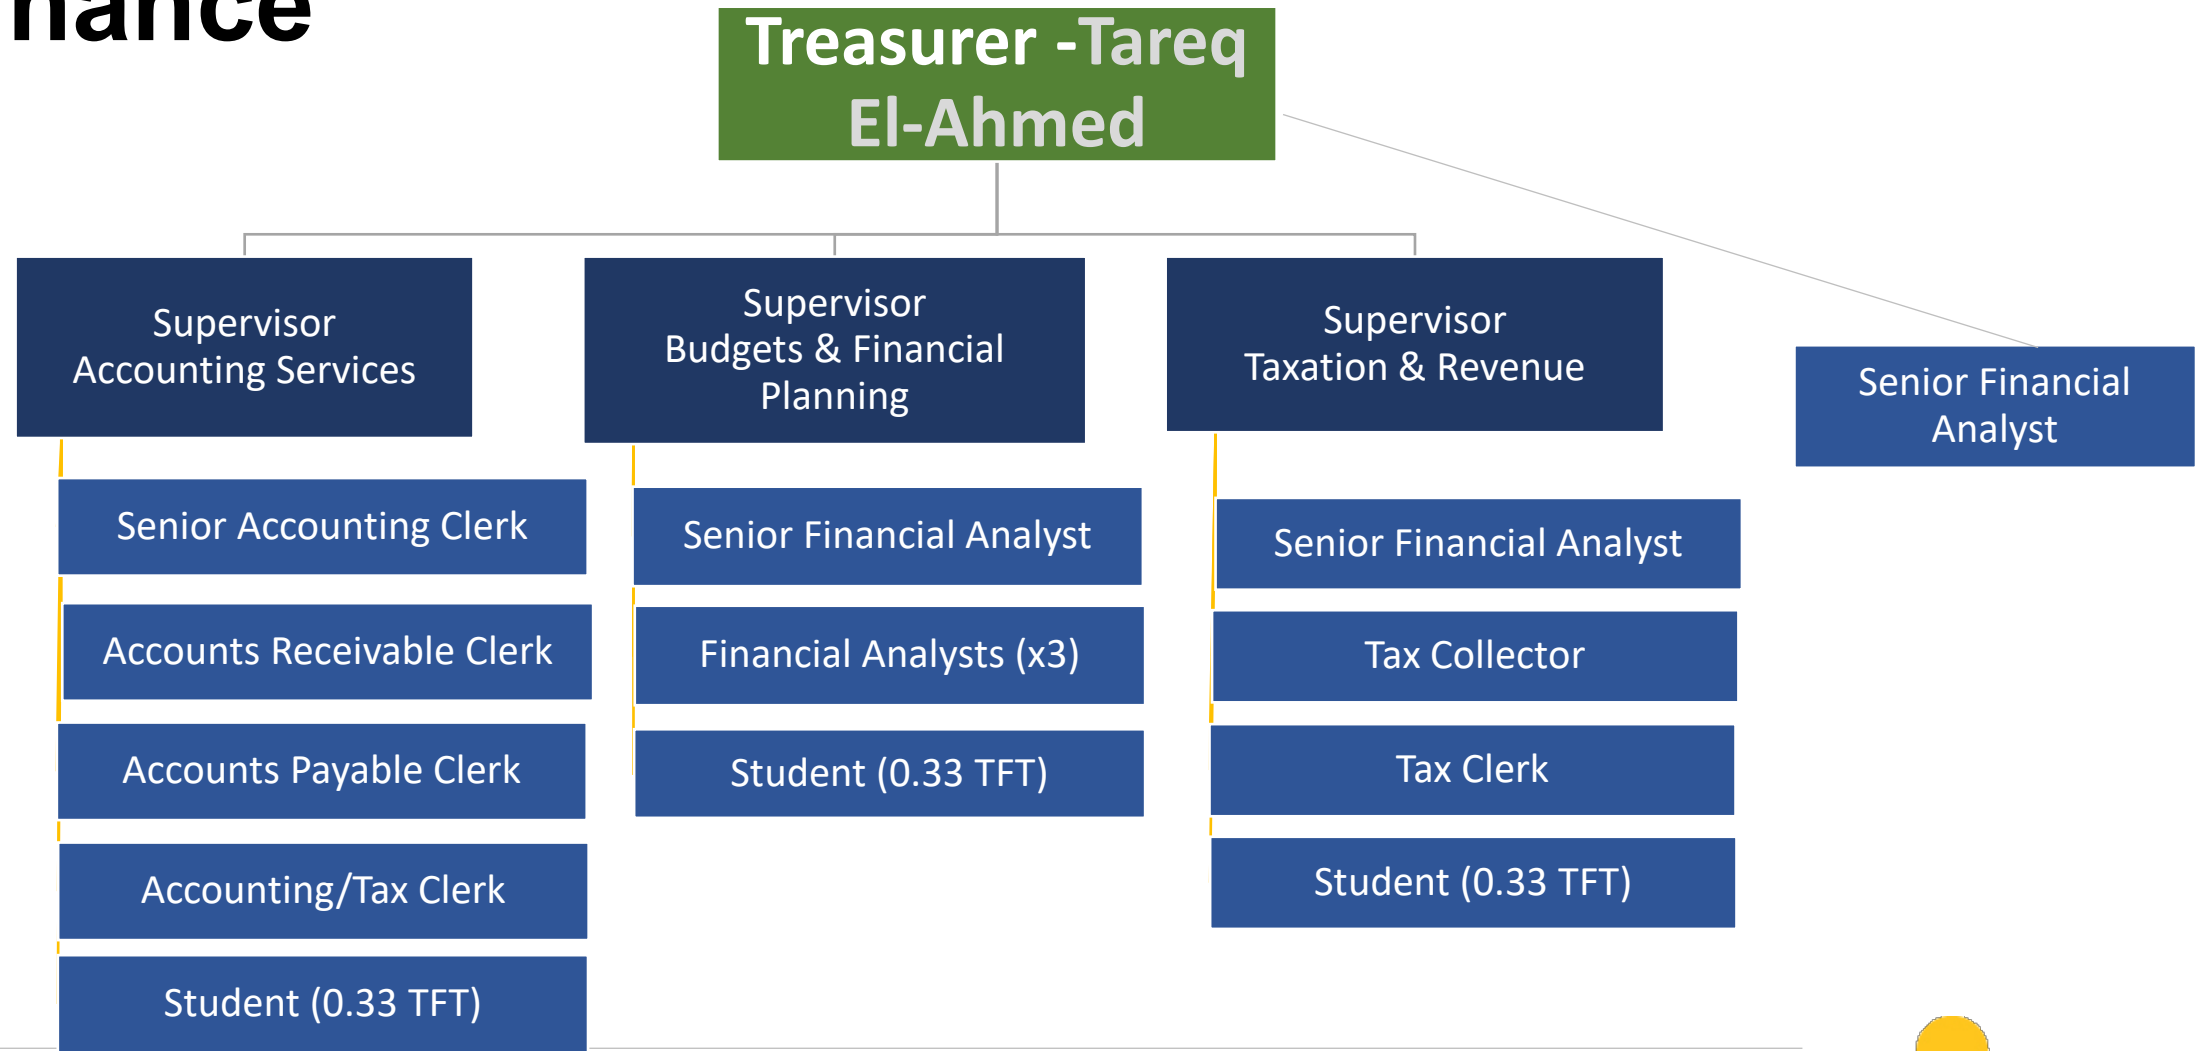 Treasurer -Tareq
El-Ahmed
Supervisor
Accounting Services
Senior Accounting Clerk
Accounts Receivable Clerk
Accounts Payable Clerk
Accounting/Tax Clerk
Student (0.33 TFT)
Supervisor
Budgets & Financial
Planning
Senior Financial Analyst
Financial Analysts (x3)
Student (0.33 TFT)
Supervisor
Taxation & Revenue
Senior Financial Analyst
Tax Collector
Tax Clerk
Student (0.33 TFT)
Senior Financial
Analyst